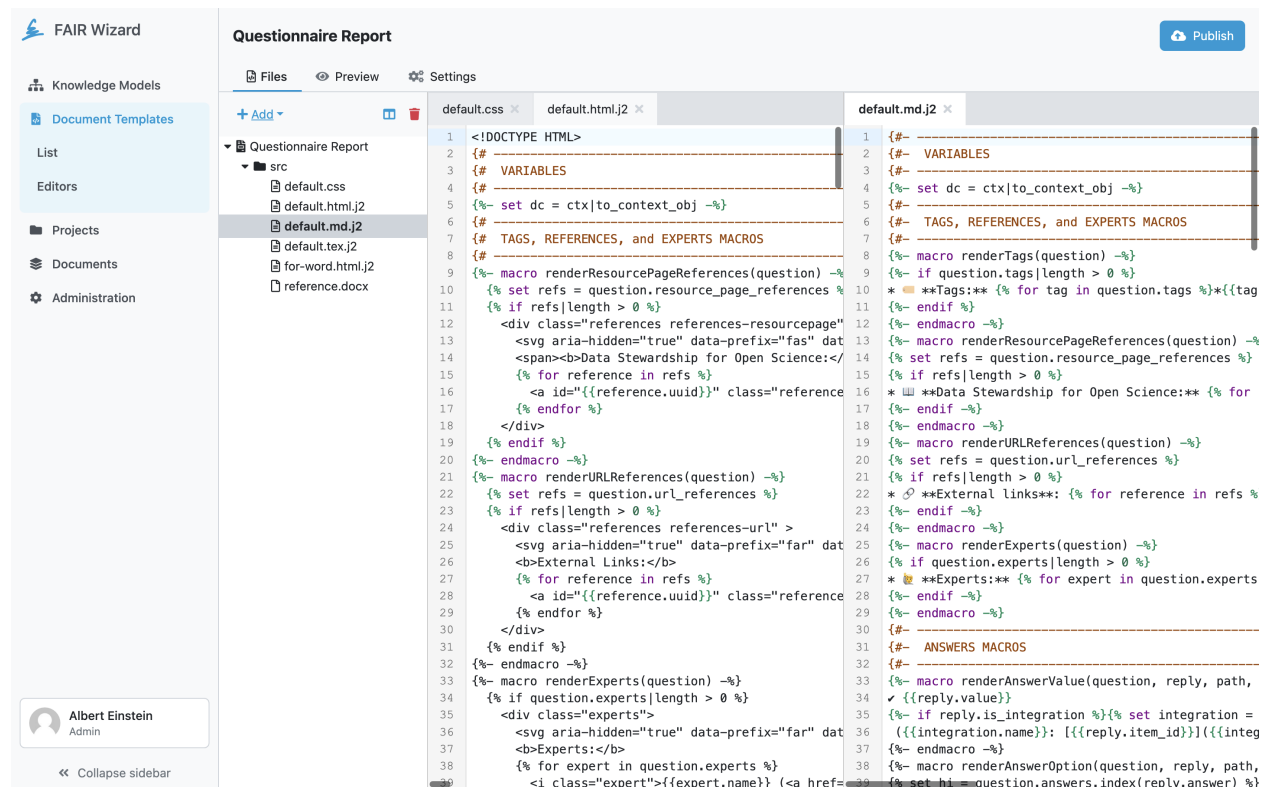 FAIR Wizard
Knowledge Models
Document Templates
List
Editors
Projects
Documents
Administration
Albert Einstein
Admin
Collapse sidebar
Questionnaire Report
Publish
Files
Preview
Settings
Add
Questionnaire Report
src
default.css
default.html.j2
default.md.j2
default.tex.j2
for-word.html.j2
reference.docx
default.css
default.html.j2
1 <!DOCTYPE HTML>
2 {# ------------------------------------------------
3 {#  VARIABLES
4 {# ------------------------------------------------
5 {%- set dc = ctx|to_context_obj -%}
6 {# ------------------------------------------------
7 {#  TAGS, REFERENCES, and EXPERTS MACROS
8 {# ------------------------------------------------
9 {%- macro renderResourcePageReferences(question) -%
10   {% set refs = question.resource_page_references %
11   {% if refs|length > 0 %}
12     <div class="references references-resourcepage"
13       <svg aria-hidden="true" data-prefix="fas" dat
14       <span><b>Data Stewardship for Open Science:</
15       {% for reference in refs %}
16         <a id="{{reference.uuid}}" class="reference
17       {% endfor %}
18     </div>
19   {% endif %}
20 {%- endmacro -%}
21 {%- macro renderURLReferences(question) -%}
22   {% set refs = question.url_references %}
23   {% if refs|length > 0 %}
24     <div class="references references-url" >
25       <svg aria-hidden="true" data-prefix="far" dat
26       <b>External Links:</b>
27       {% for reference in refs %}
28         <a id="{{reference.uuid}}" class="reference
29       {% endfor %}
30     </div>
31   {% endif %}
32 {%- endmacro -%}
33 {%- macro renderExperts(question) -%}
34   {% if question.experts|length > 0 %}
35     <div class="experts">
36       <svg aria-hidden="true" data-prefix="far" dat
37       <b>Experts:</b>
38       {% for expert in question.experts %}
39         <i class="expert">{{expert.name}} (<a href=
default.md.j2
1 {#- ------------------------------------------------
2 {#-  VARIABLES
3 {#- ------------------------------------------------
4 {%- set dc = ctx|to_context_obj -%}
5 {#- ------------------------------------------------
6 {#-  TAGS, REFERENCES, and EXPERTS MACROS
7 {#- ------------------------------------------------
8 {%- macro renderTags(question) -%}
9 {%- if question.tags|length > 0 %}
10 * 🏷️ **Tags:** {% for tag in question.tags %}*{{tag
11 {%- endif %}
12 {%- endmacro -%}
13 {%- macro renderResourcePageReferences(question) -%
14 {% set refs = question.resource_page_references %}
15 {% if refs|length > 0 %}
16 * 📖 **Data Stewardship for Open Science:** {% for
17 {%- endif -%}
18 {%- endmacro -%}
19 {%- macro renderURLReferences(question) -%}
20 {% set refs = question.url_references %}
21 {% if refs|length > 0 %}
22 * 🔗 **External links**: {% for reference in refs %
23 {%- endif -%}
24 {%- endmacro -%}
25 {%- macro renderExperts(question) -%}
26 {% if question.experts|length > 0 %}
27 * 🙋 **Experts:** {% for expert in question.experts
28 {%- endif -%}
29 {%- endmacro -%}
30 {#- ------------------------------------------------
31 {#-  ANSWERS MACROS
32 {#- ------------------------------------------------
33 {%- macro renderAnswerValue(question, reply, path,
34 ✔ {{reply.value}}
35 {%- if reply.is_integration %}{% set integration =
36  ({{integration.name}}: [{{reply.item_id}}]({{integ
37 {%- endmacro -%}
38 {%- macro renderAnswerOption(question, reply, path,
39 {% set hi = question.answers.index(reply.answer) %}